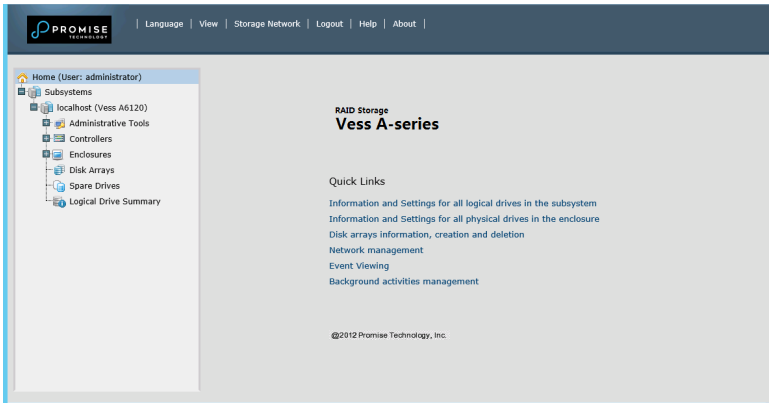 PROMISE
TECHNOLOGY
| Language | View | Storage Network | Logout | Help | About |
Home (User: administrator)
Subsystems
localhost (Vess A6120)
Administrative Tools
Controllers
Enclosures
Disk Arrays
Spare Drives
Logical Drive Summary
RAID Storage
Vess A-series
Quick Links
Information and Settings for all logical drives in the subsystem
Information and Settings for all physical drives in the enclosure
Disk arrays information, creation and deletion
Network management
Event Viewing
Background activities management
@2012 Promise Technology, Inc.